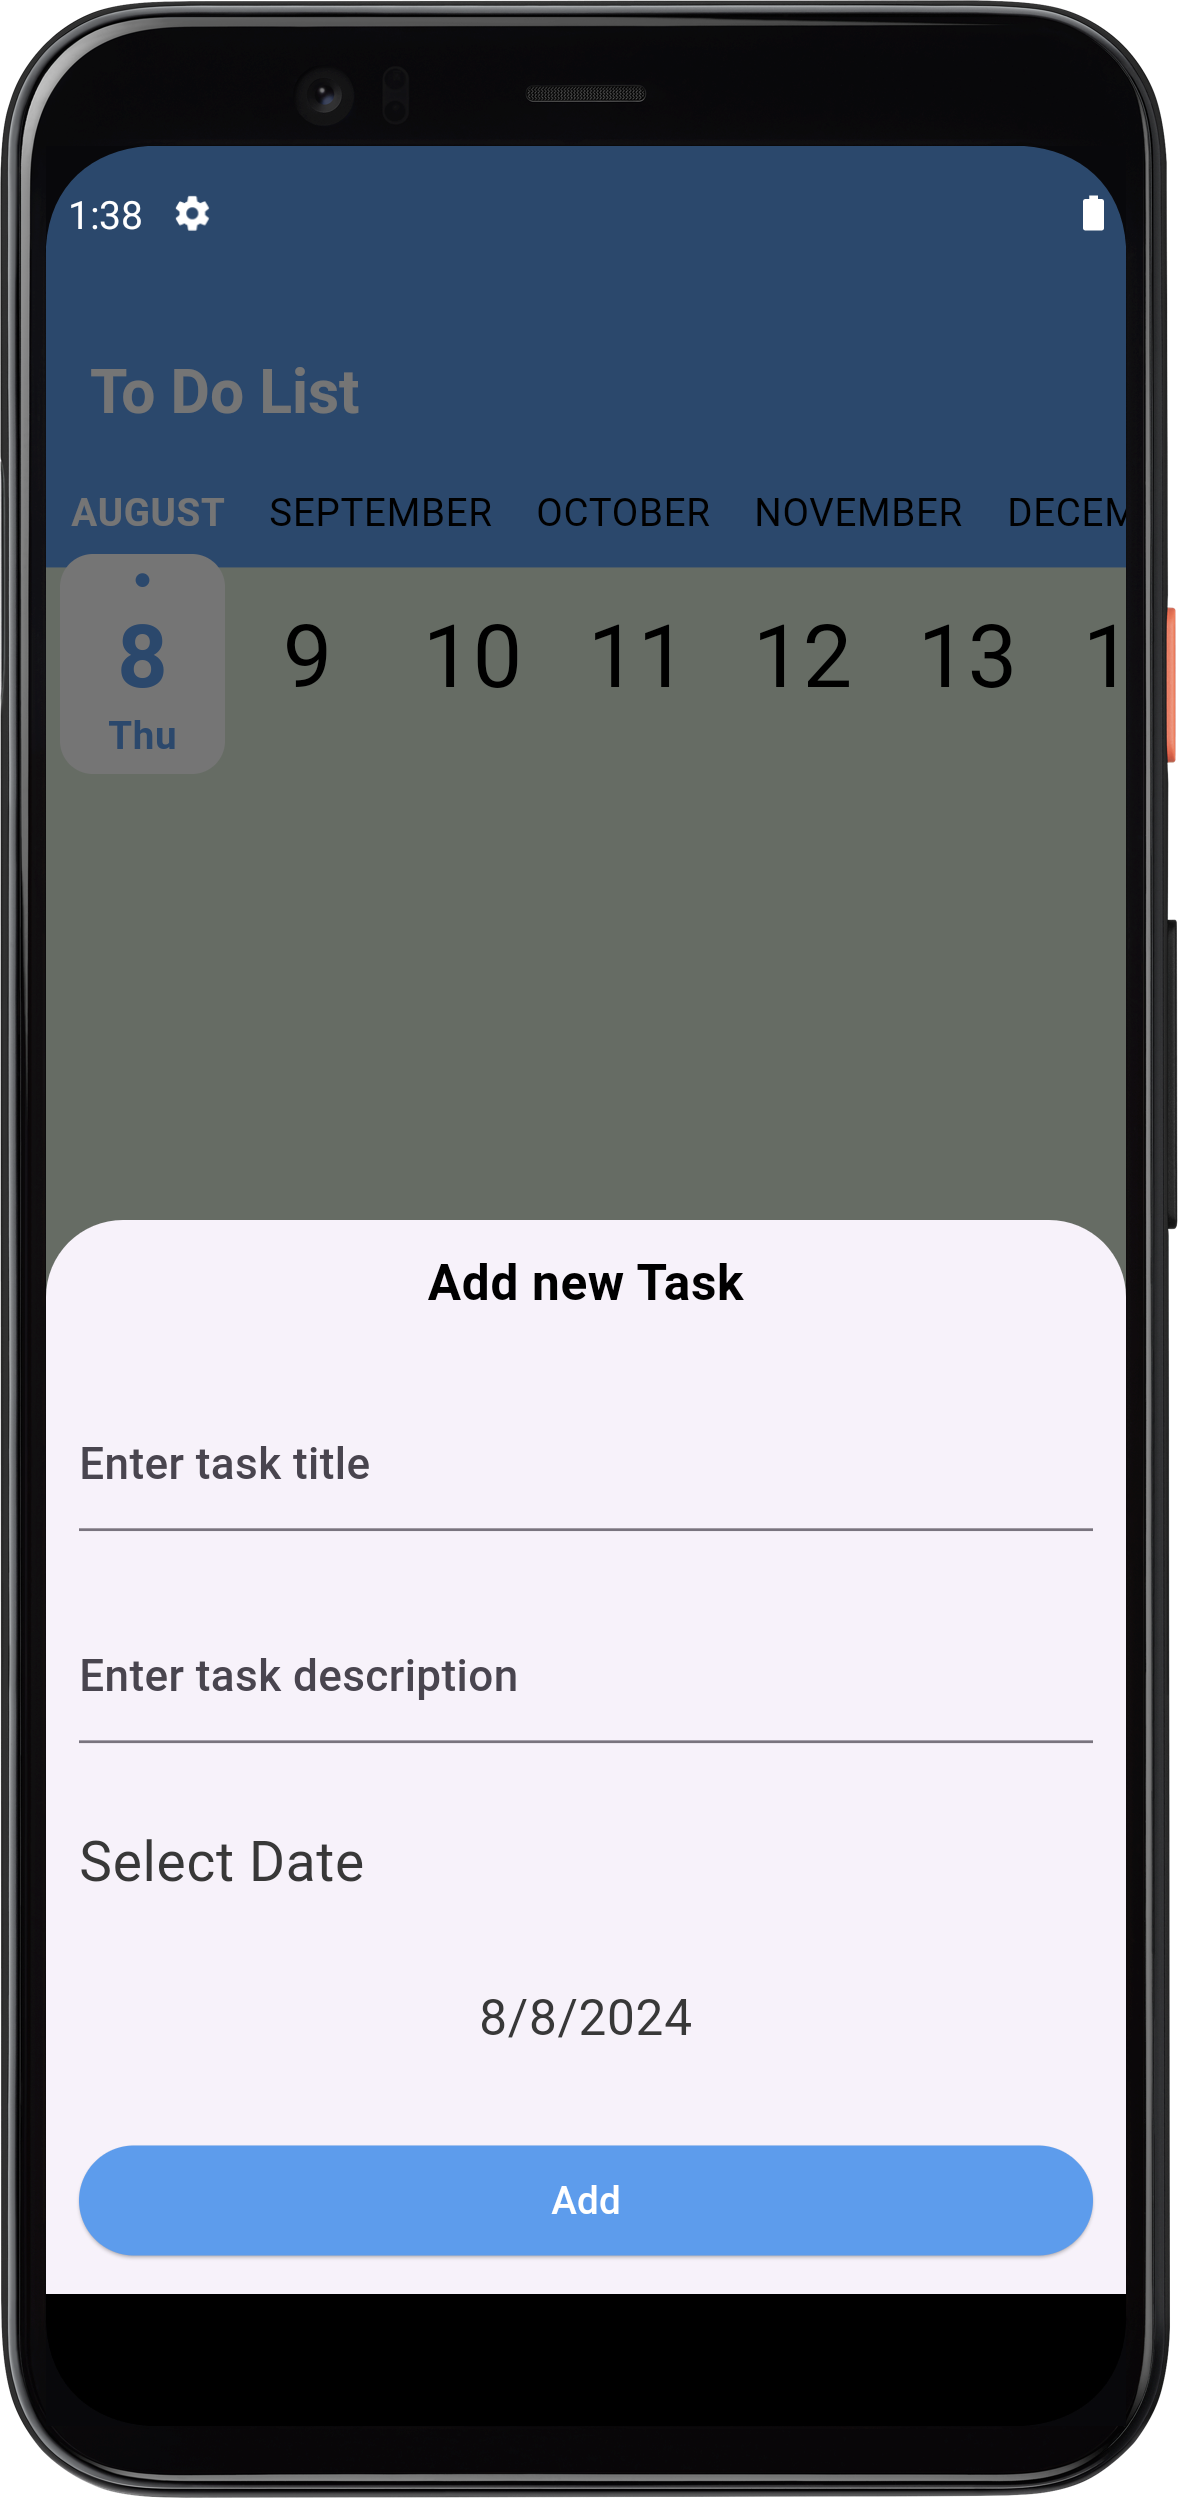 1:38
To Do List
AUGUST SEPTEMBER OCTOBER NOVEMBER DECEM
8 9 10 11 12 13 1
Thu
Add new Task
Enter task title
Enter task description
Select Date
8/8/2024
Add